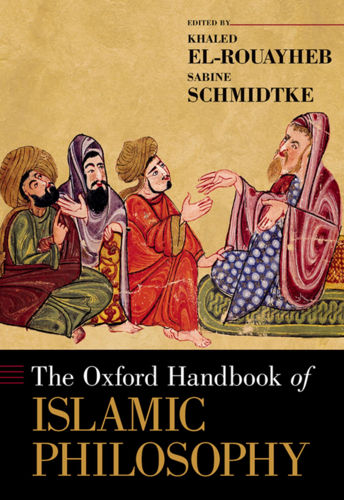 EDITED BY
KHALED
EL-ROUAYHEB
SABINE
SCHMIDTKE
The Oxford Handbook of
ISLAMIC
PHILOSOPHY